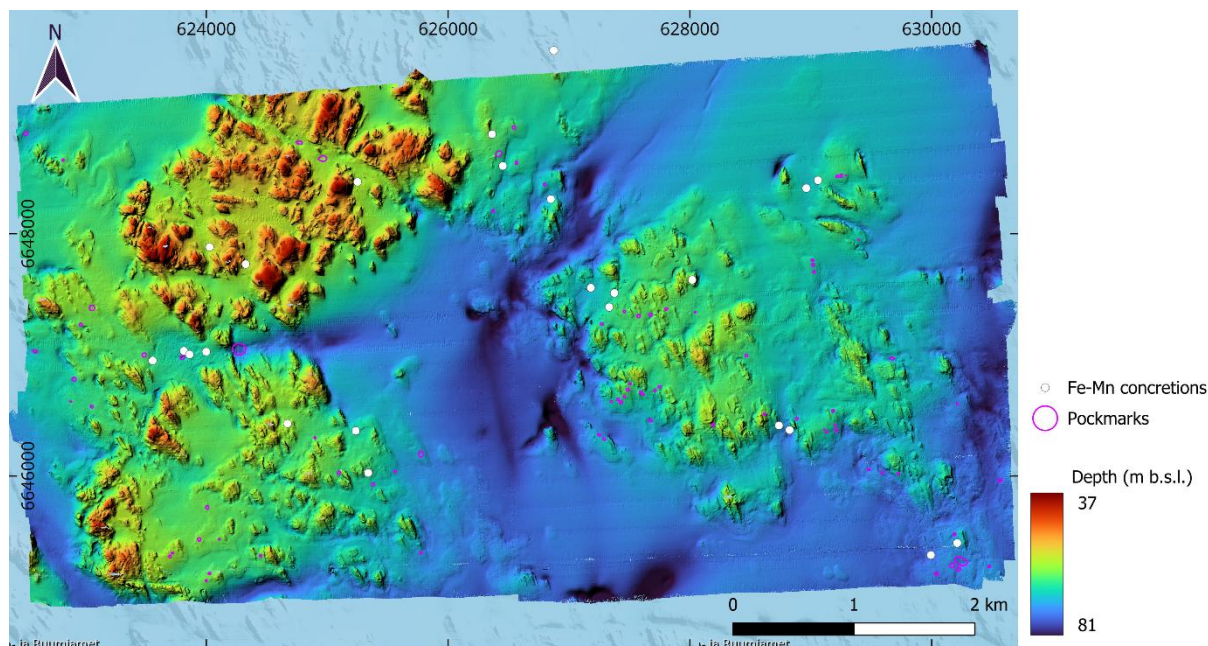 N
624000 626000 628000 630000
6648000
6646000
Fe-Mn concretions
Pockmarks
Depth (m b.s.l.)
37
81
0 1 2 km